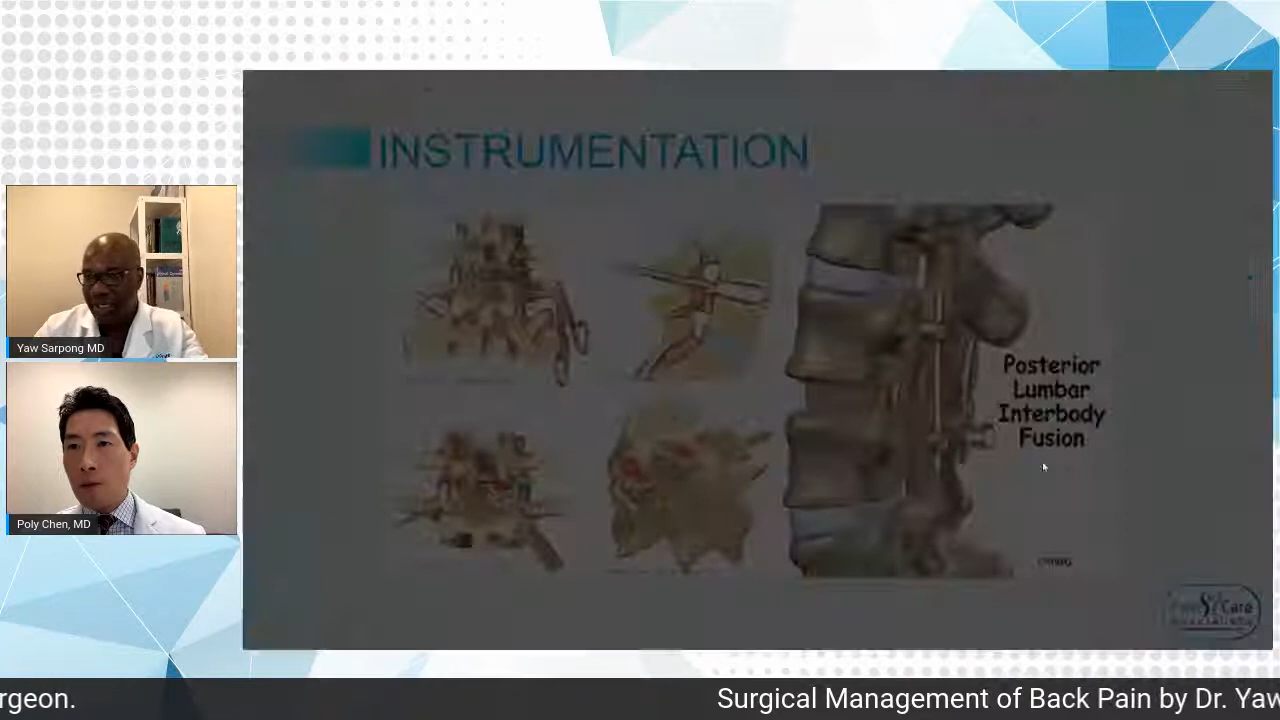 INSTRUMENTATION
Posterior
Lumbar
Interbody
Fusion
Yaw Sarpong MD
Poly Chen, MD
Care
rgeon.
Surgical Management of Back Pain by Dr. Yaw